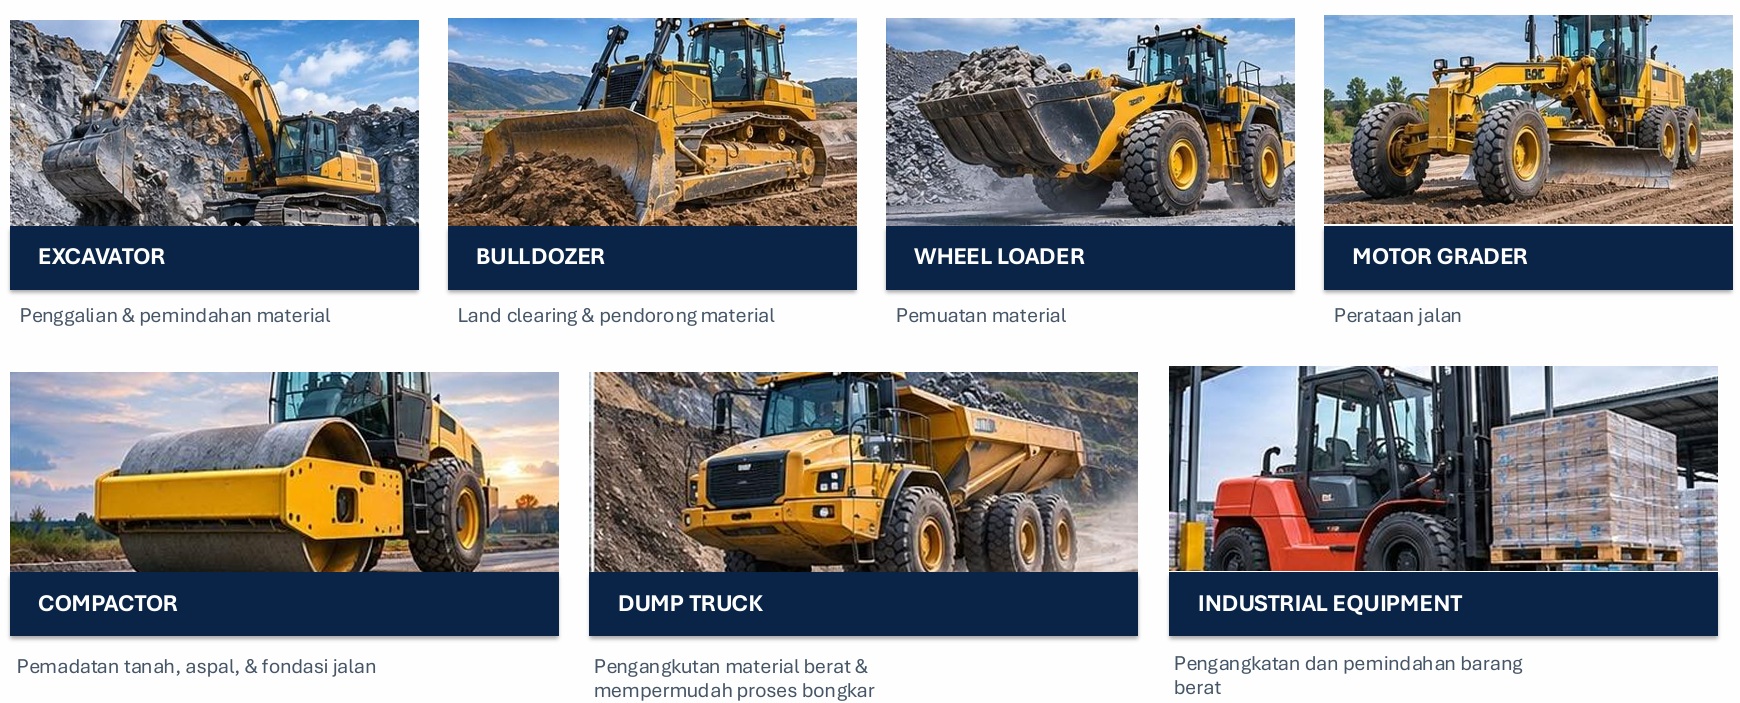 EXCAVATOR
Penggalian & pemindahan material
BULLDOZER
Land clearing & pendorong material
WHEEL LOADER
Pemuatan material
MOTOR GRADER
Perataan jalan
COMPACTOR
Pemadatan tanah, aspal, & fondasi jalan
DUMP TRUCK
Pengangkutan material berat &
mempermudah proses bongkar
INDUSTRIAL EQUIPMENT
Pengangkatan dan pemindahan barang
berat